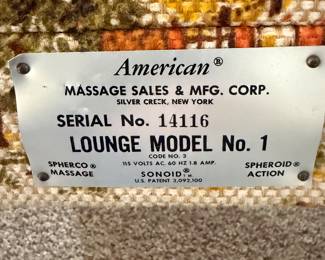 American®
MASSAGE SALES & MFG. CORP.
SILVER CREEK, NEW YORK
SERIAL No. 14116
LOUNGE MODEL No. 1
CODE NO. 3
115 VOLTS AC. 60 HZ 1.8 AMP.
SPHERCO® MASSAGE
SONOID T.M.
U.S. PATENT 3,092,100
SPHEROID® ACTION